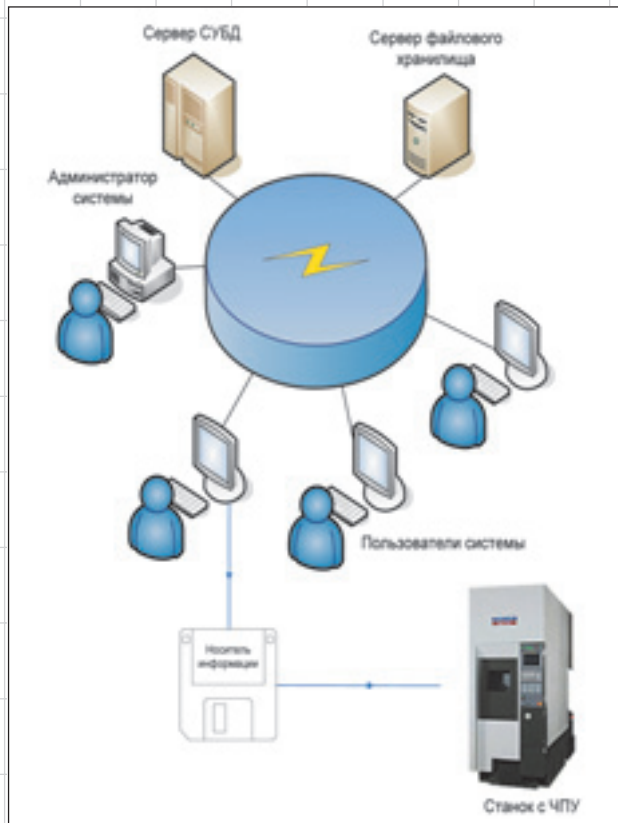 Сервер СУБД
Сервер файлового
хранилища
Администратор
системы
Пользователи системы
Носитель
информации
Станок с ЧПУ